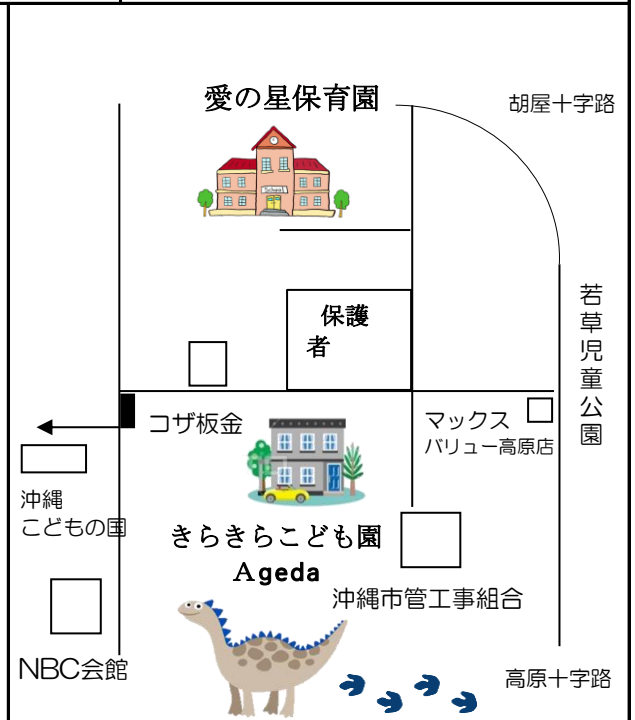 愛の星保育園
胡屋十字路
若草児童公園
保護
者
コザ板金
マックス
バリュー高原店
沖縄
こどもの国
きらきらこども園
Ageda
沖縄市管工事組合
NBC会館
高原十字路